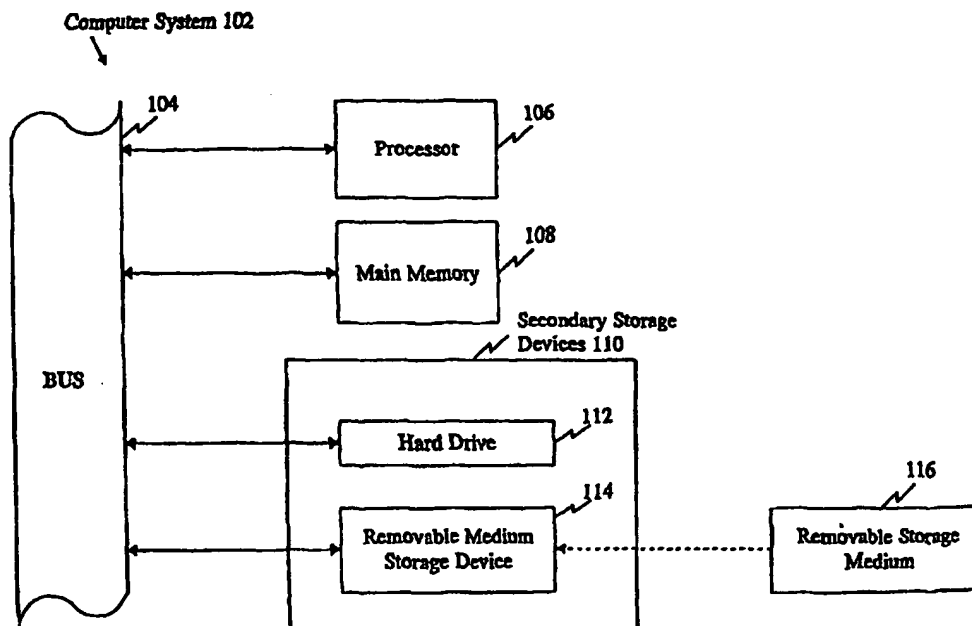 Computer System 102
104
106
Processor
108
Main Memory
Secondary Storage
Devices 110
BUS
112
Hard Drive
114
116
Removable Medium
Storage Device
Removable Storage
Medium